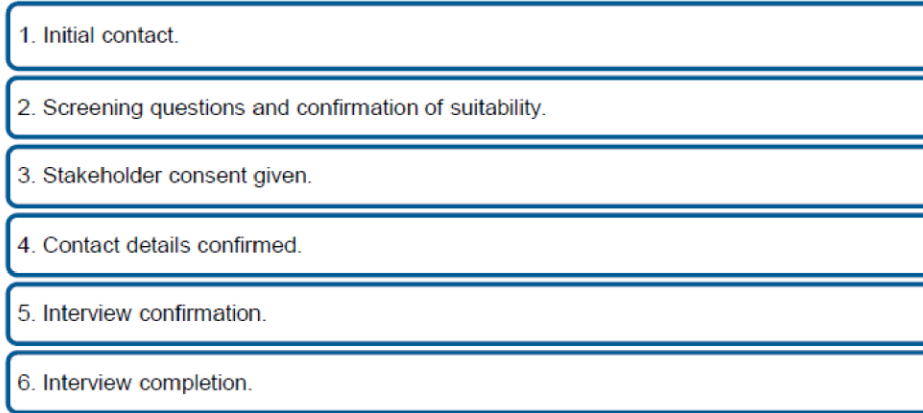 1. Initial contact.
2. Screening questions and confirmation of suitability.
3. Stakeholder consent given.
4. Contact details confirmed.
5. Interview confirmation.
6. Interview completion.